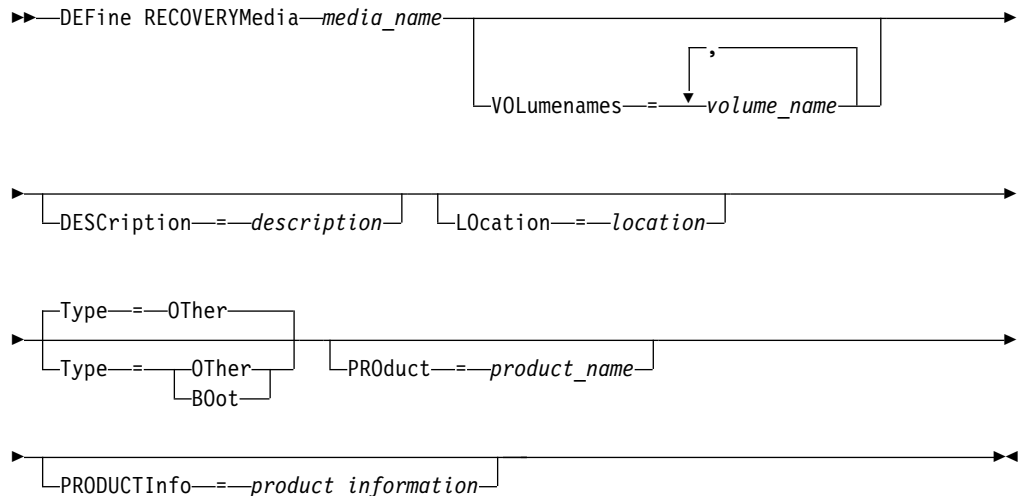 DEFine RECOVERYMedia media_name
,
VOLumenames = volume_name
DESCription = description
LOcation = location
Type = OTher
Type = OTher
BOot
PROduct = product_name
PRODUCTInfo = product information